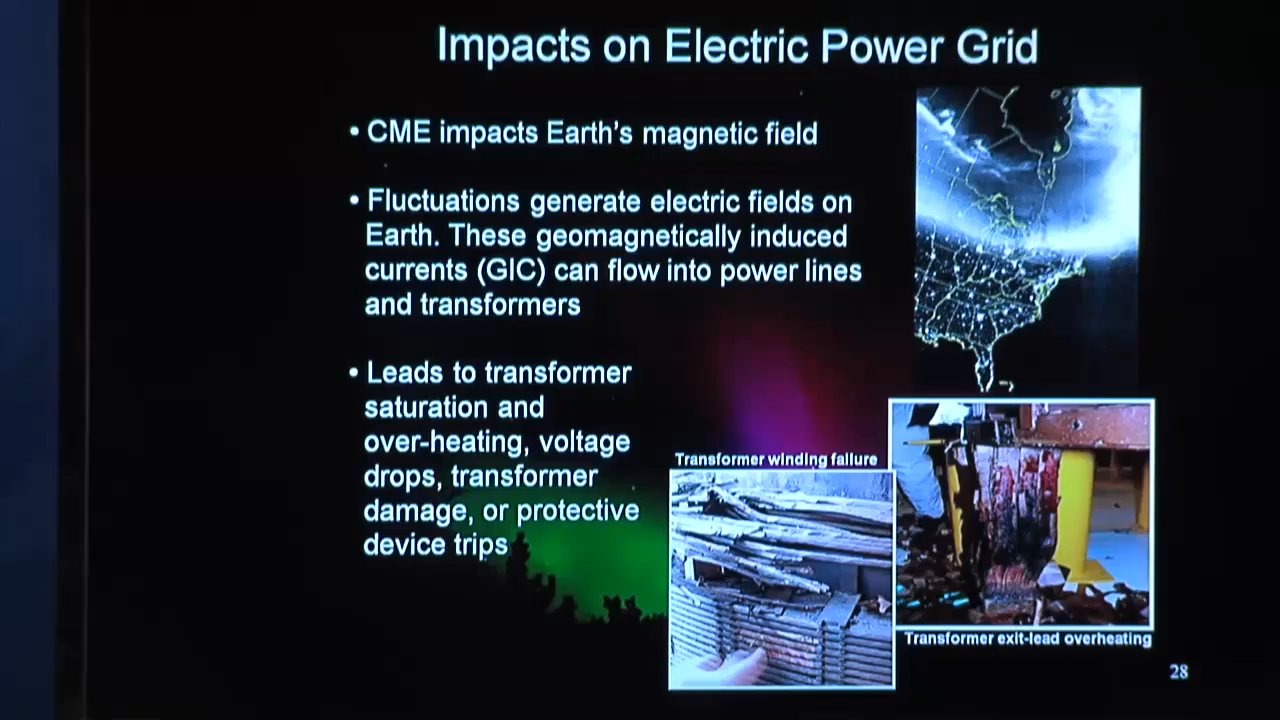 Impacts on Electric Power Grid
• CME impacts Earth's magnetic field
• Fluctuations generate electric fields on
Earth. These geomagnetically induced
currents (GIC) can flow into power lines
and transformers
• Leads to transformer
saturation and
over-heating, voltage
drops, transformer
damage, or protective
device trips
Transformer winding failure
Transformer exit-lead overheating
28